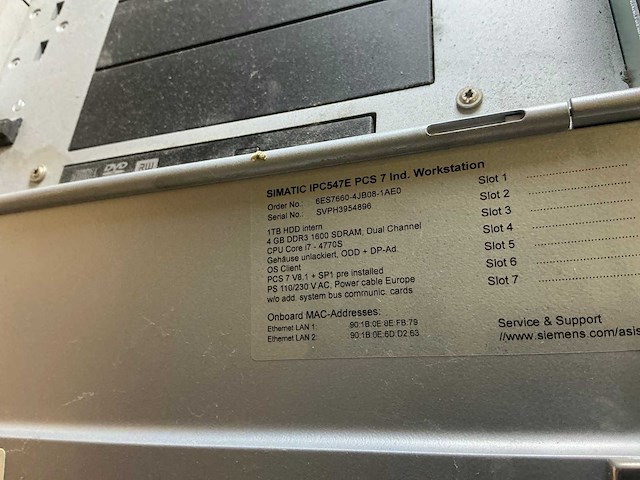 DVD RW
SIMATIC IPC547E PCS 7 Ind. Workstation
Order No.: 6ES7660-4JB08-1AE0
Serial No.: SVPH3954896
1TB HDD intern
4 GB DDR3 1600 SDRAM, Dual Channel
CPU Core i7 - 4770S
Gehäuse unlackiert, ODD + DP-Ad.
OS Client
PCS 7 V8.1 + SP1 pre installed
PS 110/230 V AC, Power cable Europe
w/o add. system bus communic. cards
Onboard MAC-Addresses:
Ethernet LAN 1: 90:1B:0E:8E:FB:79
Ethernet LAN 2: 90:1B:0E:6D:D2:63
Slot 1
Slot 2
Slot 3
Slot 4
Slot 5
Slot 6
Slot 7
Service & Support
//www.siemens.com/asis